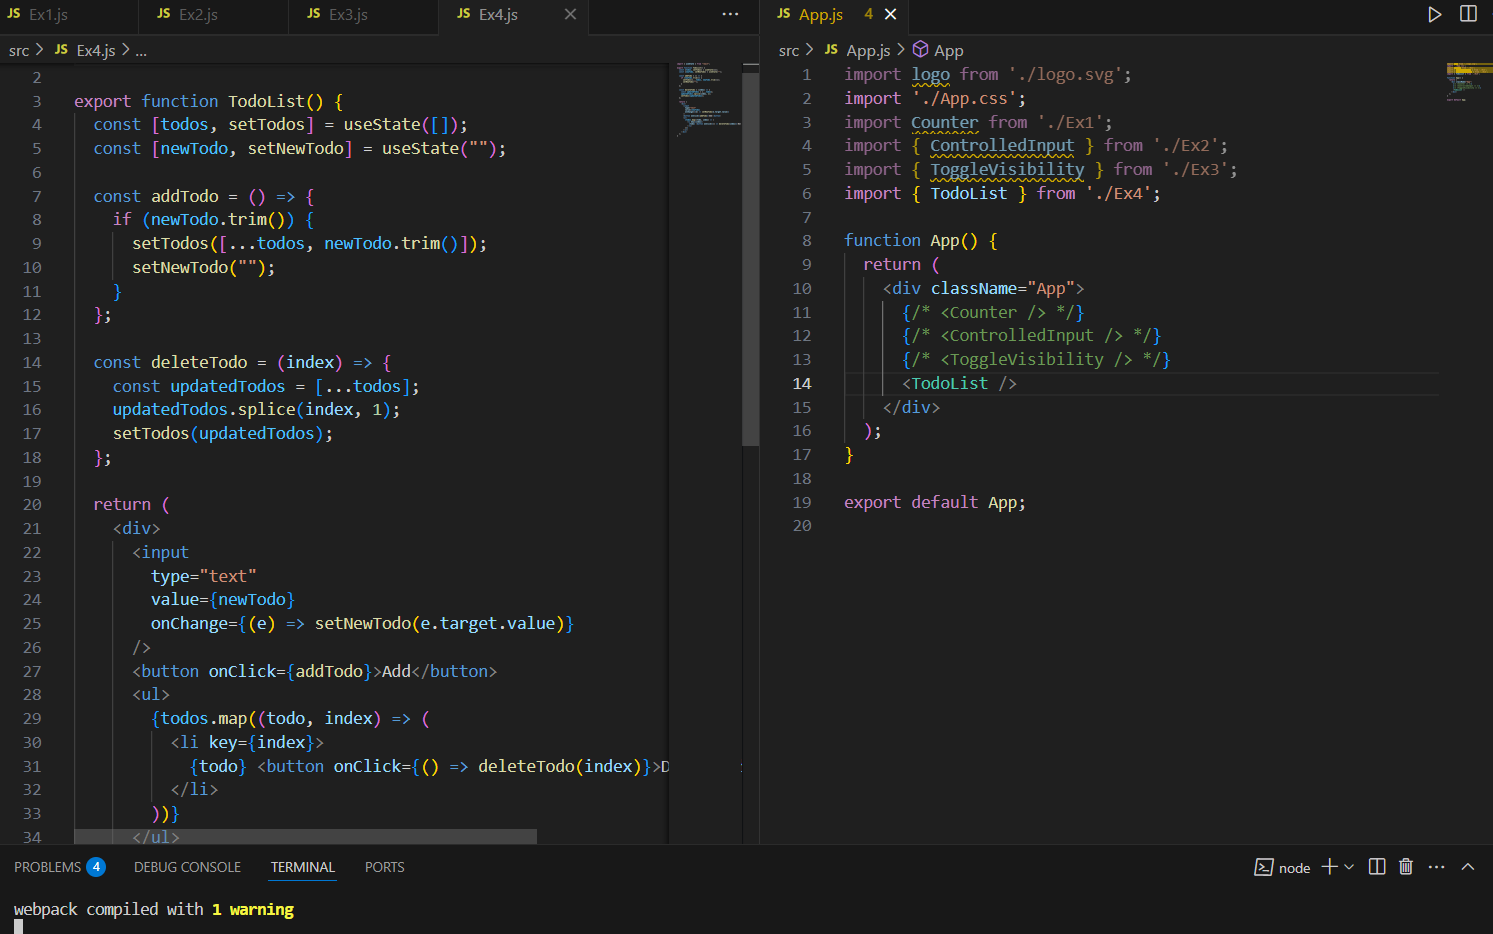 JS Ex1.js JS Ex2.js JS Ex3.js JS Ex4.js
src > JS Ex4.js > ...
2
3 export function TodoList() {
4 const [todos, setTodos] = useState([]);
5 const [newTodo, setNewTodo] = useState("");
6
7 const addTodo = () => {
8 if (newTodo.trim()) {
9 setTodos([...todos, newTodo.trim()]);
10 setNewTodo("");
11 }
12 };
13
14 const deleteTodo = (index) => {
15 const updatedTodos = [...todos];
16 updatedTodos.splice(index, 1);
17 setTodos(updatedTodos);
18 };
19
20 return (
21 <div>
22 <input
23 type="text"
24 value={newTodo}
25 onChange={(e) => setNewTodo(e.target.value)}
26 />
27 <button onClick={addTodo}>Add</button>
28 <ul>
29 {todos.map((todo, index) => (
30 <li key={index}>
31 {todo} <button onClick={() => deleteTodo(index)}>D
32 </li>
33 ))}
34 </ul>
JS App.js 4
src > JS App.js > App
1 import logo from './logo.svg';
2 import './App.css';
3 import Counter from './Ex1';
4 import { ControlledInput } from './Ex2';
5 import { ToggleVisibility } from './Ex3';
6 import { TodoList } from './Ex4';
7
8 function App() {
9 return (
10 <div className="App">
11 {/* <Counter /> */}
12 {/* <ControlledInput /> */}
13 {/* <ToggleVisibility /> */}
14 <TodoList />
15 </div>
16 );
17 }
18
19 export default App;
20
PROBLEMS 4 DEBUG CONSOLE TERMINAL PORTS
node
webpack compiled with 1 warning